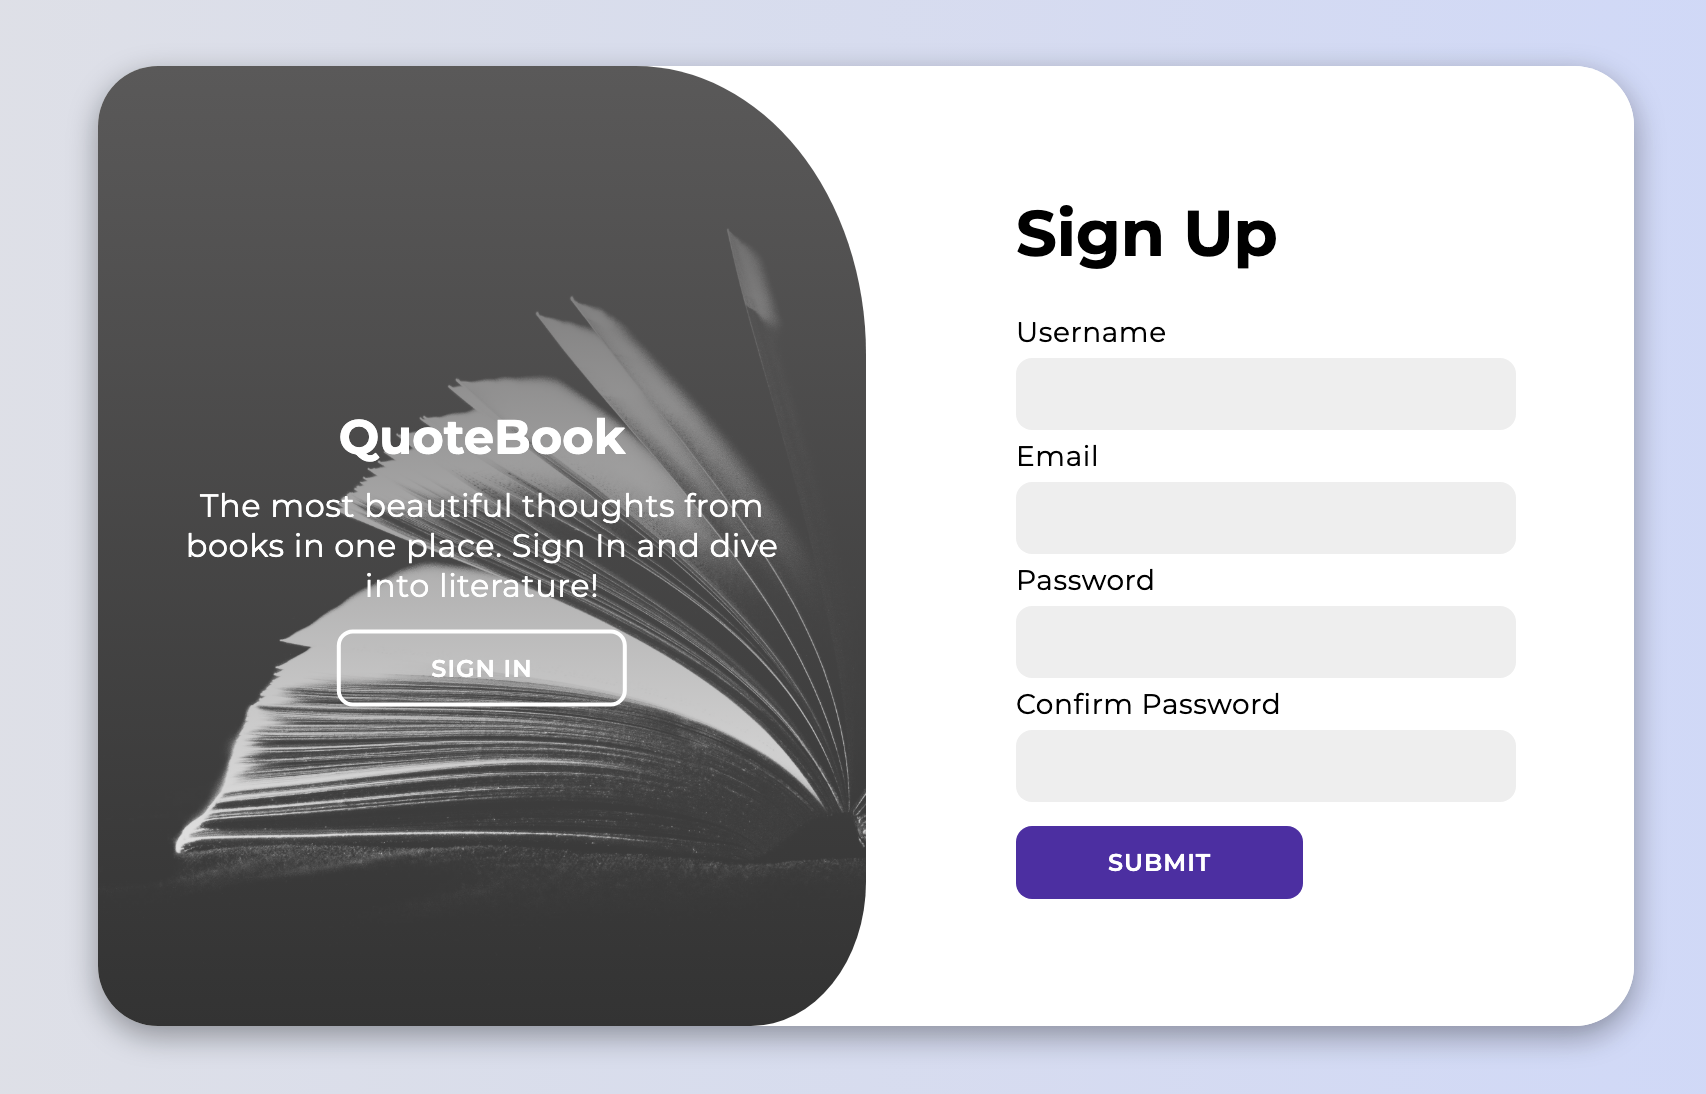 QuoteBook
The most beautiful thoughts from
books in one place. Sign In and dive
into literature!
SIGN IN
Sign Up
Username
Email
Password
Confirm Password
SUBMIT